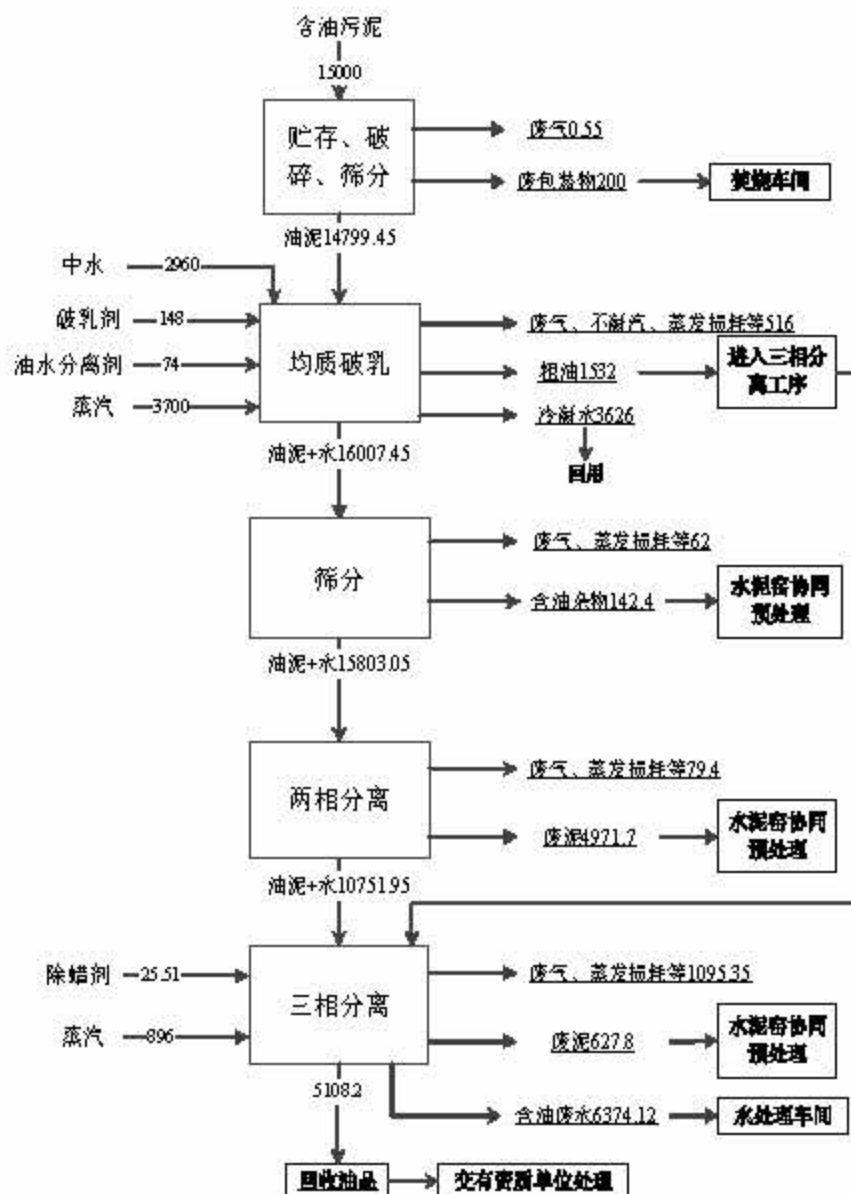 含油污泥
15000
贮存、破
碎、筛分
废气0.55
废包装物200
焚烧车间
油泥14799.45
中水
2960
破乳剂
148
油水分离剂
74
蒸汽
3700
均质破乳
废气、不凝汽、蒸发损耗等516
粗油1532
进入三相分
离工序
冷凝水3626
回用
油泥+水16007.45
筛分
废气、蒸发损耗等62
含油杂物142.4
水泥窑协同
预处理
油泥+水15803.05
两相分离
废气、蒸发损耗等79.4
废泥4971.7
水泥窑协同
预处理
油泥+水10751.95
除蜡剂
25.51
蒸汽
896
三相分离
废气、蒸发损耗等1095.35
废泥627.8
水泥窑协同
预处理
5108.2
含油废水6374.12
水处理车间
回收油品
交有资质单位处理